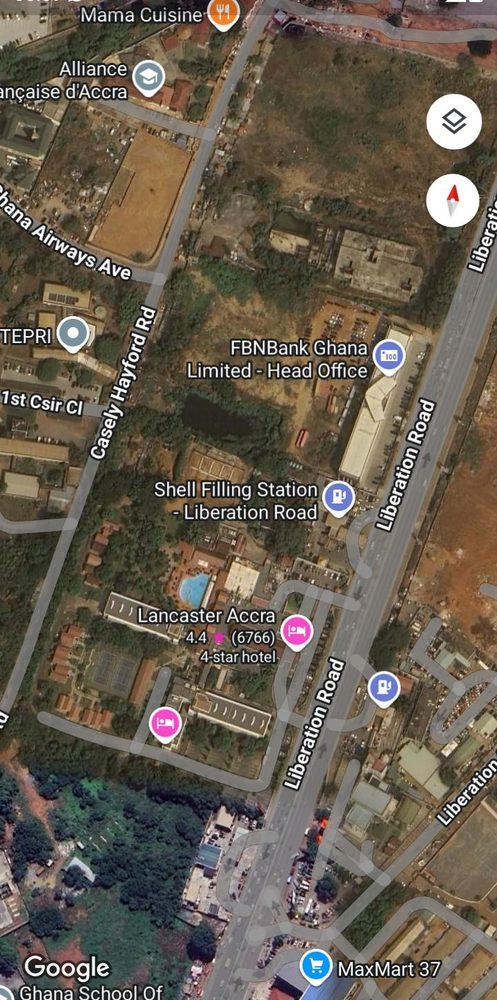 Mama Cuisine
Alliance
ançaise d'Accra
Liberatio
Ghana Airways Ave
TEPRI
Casely Hayford Rd
FBNBank Ghana
Limited - Head Office
1st Csir Cl
Liberation Road
Shell Filling Station
- Liberation Road
Lancaster Accra
4.4 ★ (6766)
4-star hotel
Liberation Road
Liberation
Google
MaxMart 37
Ghana School Of